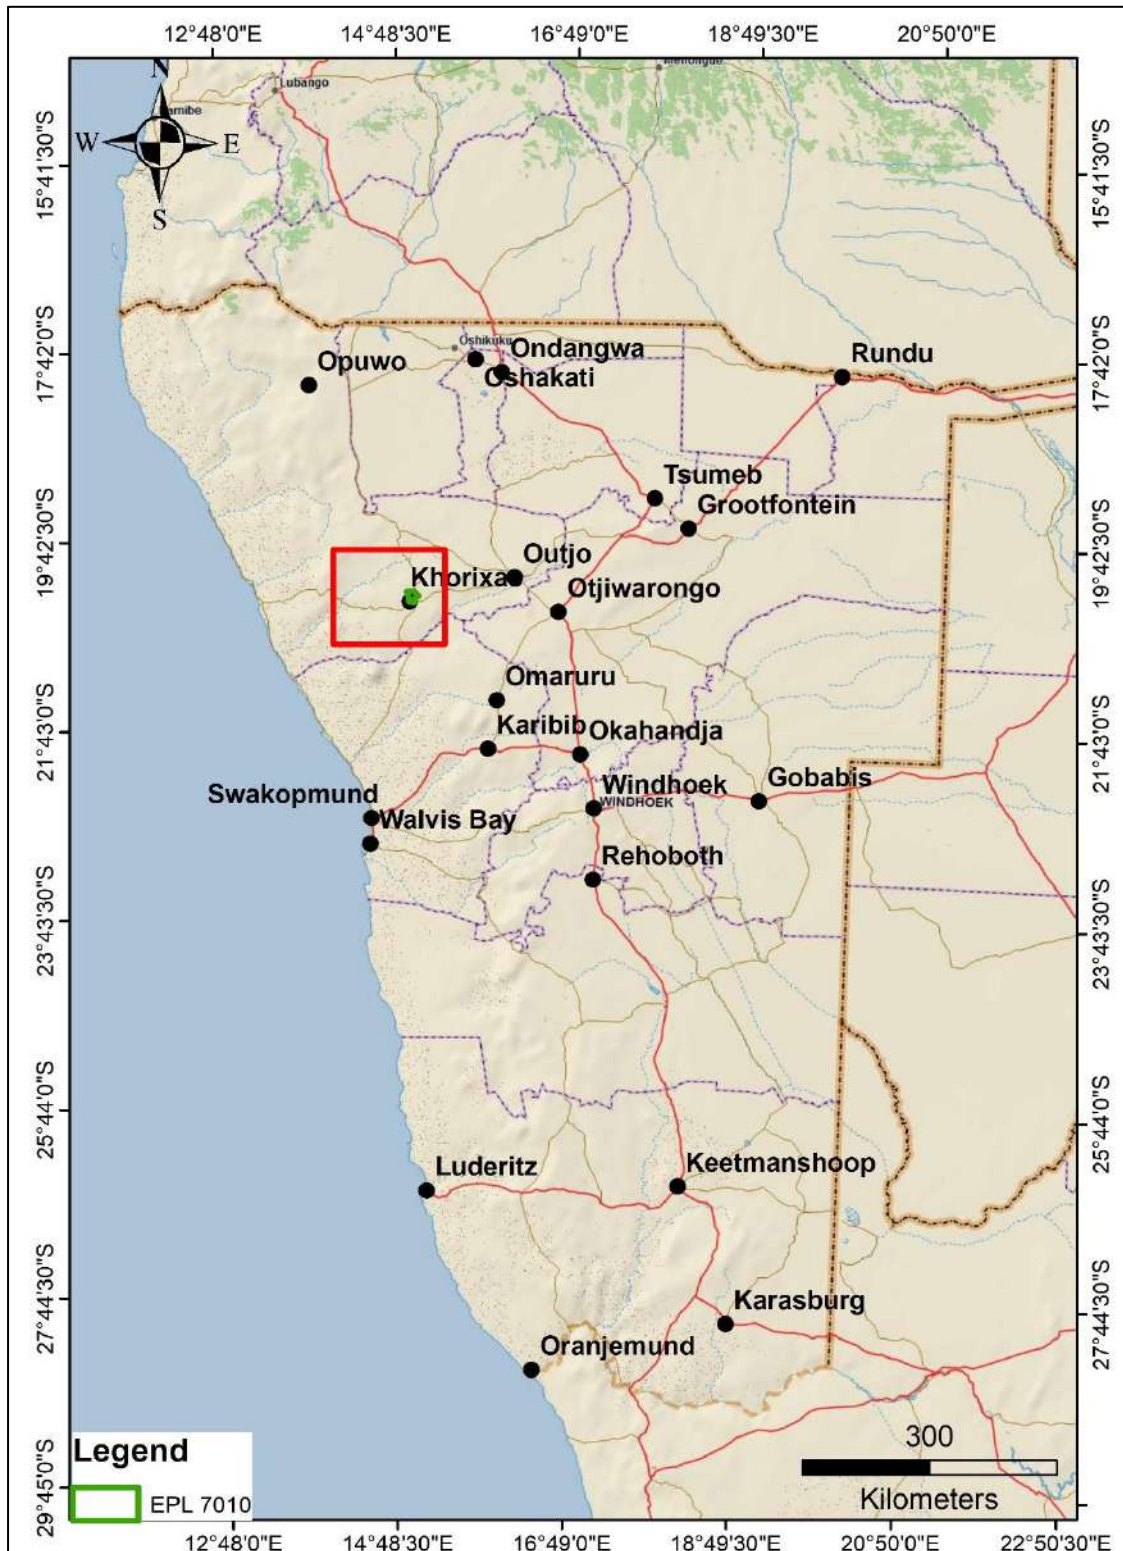 12°48'0"E 14°48'30"E 16°49'0"E 18°49'30"E 20°50'0"E
N
W E
S
Lubango
Menongue
amibe
15°41'30"S 15°41'30"S
Oshikuku
Ondangwa
Oshakati
Opuwo
Rundu
17°42'0"S 17°42'0"S
Tsumeb
Grootfontein
19°42'30"S 19°42'30"S
Outjo
Khorixa
Otjiwarongo
Omaruru
Karibib
Okahandja
21°43'0"S 21°43'0"S
Windhoek
WINDHOEK
Gobabis
Swakopmund
Walvis Bay
Rehoboth
23°43'30"S 23°43'30"S
25°44'0"S 25°44'0"S
Luderitz
Keetmanshoop
27°44'30"S 27°44'30"S
Karasburg
Oranjemund
29°45'0"S
Legend
EPL 7010
300
Kilometers
12°48'0"E 14°48'30"E 16°49'0"E 18°49'30"E 20°50'0"E 22°50'30"E